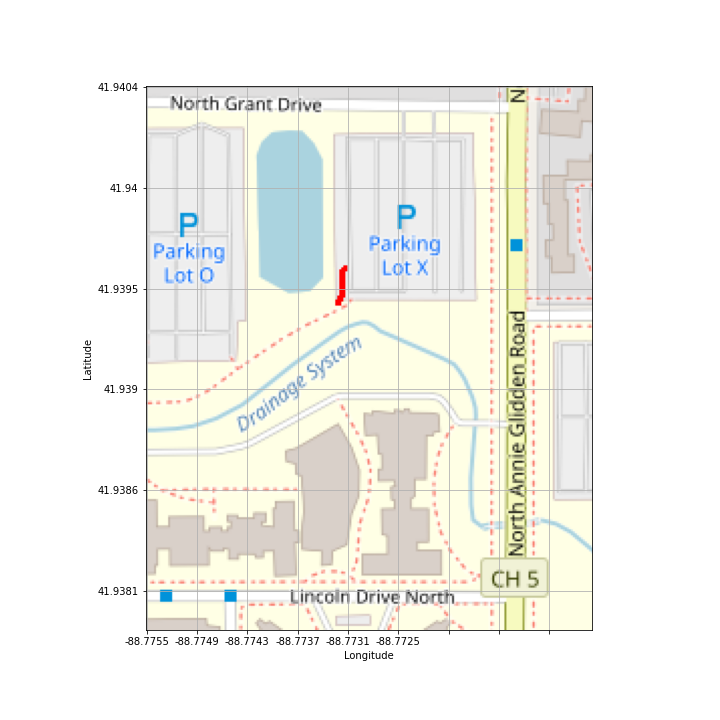 41.9404
41.94
41.9395
41.939
41.9386
41.9381
Latitude
North Grant Drive
N
P
Parking
Lot O
P
Parking
Lot X
Drainage System
North Annie Glidden Road
CH 5
Lincoln Drive North
-88.7755
-88.7749
-88.7743
-88.7737
-88.7731
-88.7725
Longitude